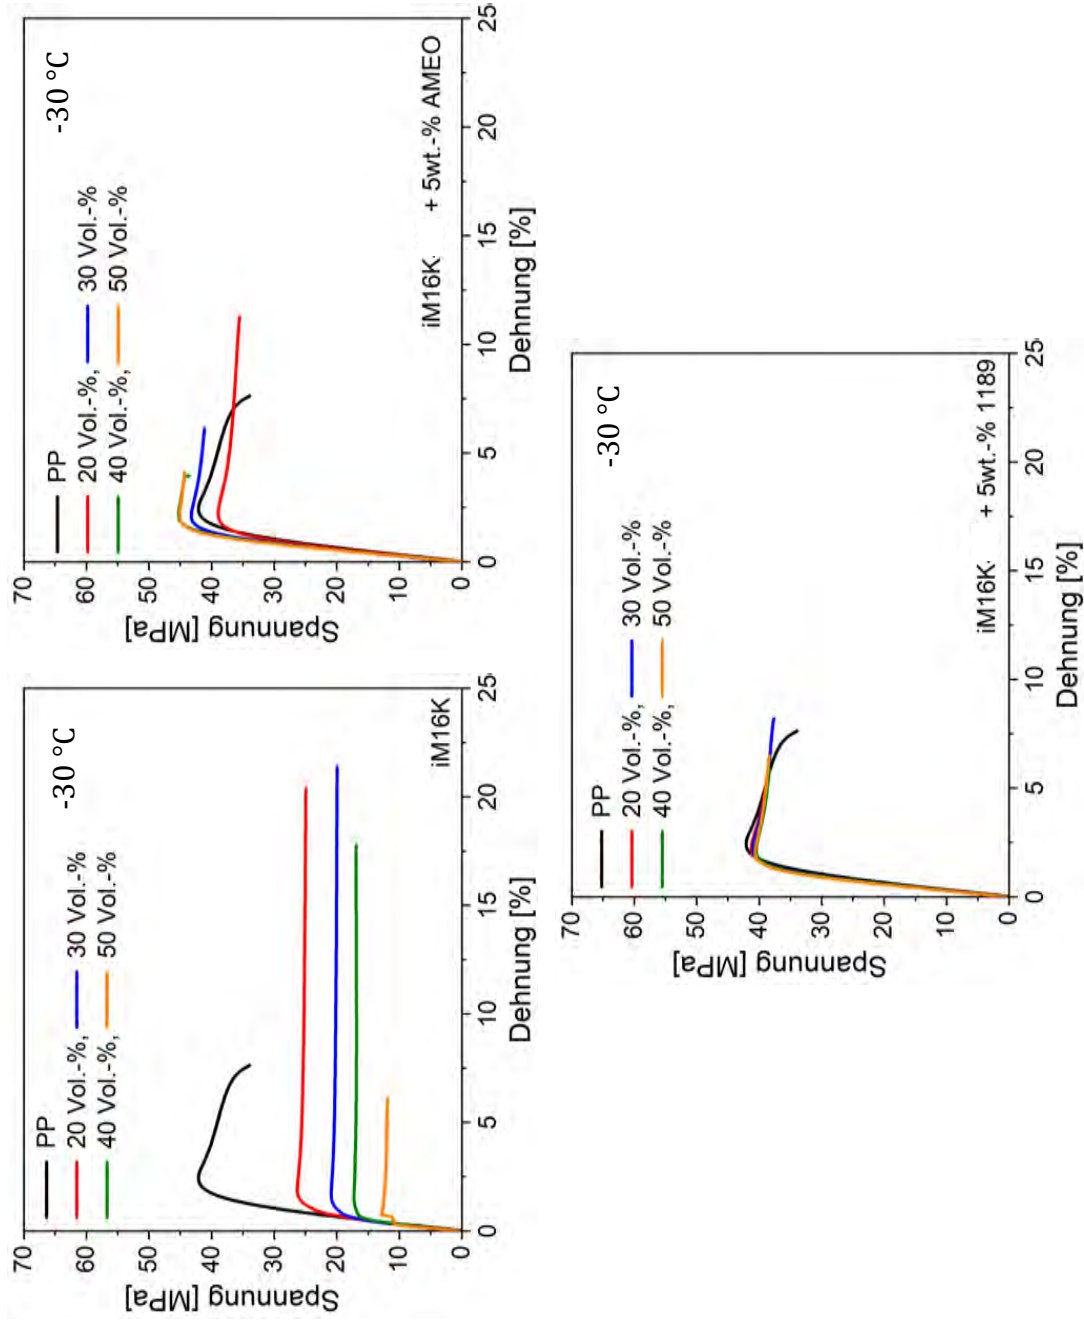 70
60
50
40
30
20
10
0
Spannung [MPa]
PP
20 Vol.-%, 30 Vol.-%
40 Vol.-%, 50 Vol.-%
-30 °C
iM16K
0 5 10 15 20 25
Dehnung [%]
70
60
50
40
30
20
10
0
Spannung [MPa]
PP
20 Vol.-%, 30 Vol.-%
40 Vol.-%, 50 Vol.-%
-30 °C
iM16K· + 5wt.-% AMEO
0 5 10 15 20 25
Dehnung [%]
70
60
50
40
30
20
10
0
Spannung [MPa]
PP
20 Vol.-%, 30 Vol.-%
40 Vol.-%, 50 Vol.-%
-30 °C
iM16K· + 5wt.-% 1189
0 5 10 15 20 25
Dehnung [%]